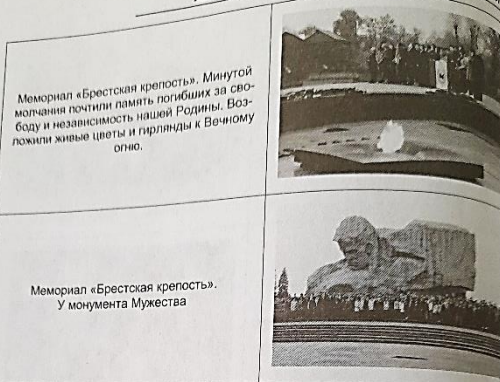 Мемориал «Брестская крепость». Минутой
молчания почтили память погибших за сво-
боду и независимость нашей Родины. Воз-
ложили живые цветы и гирлянды к Вечному
огню.
Мемориал «Брестская крепость».
У монумента Мужества